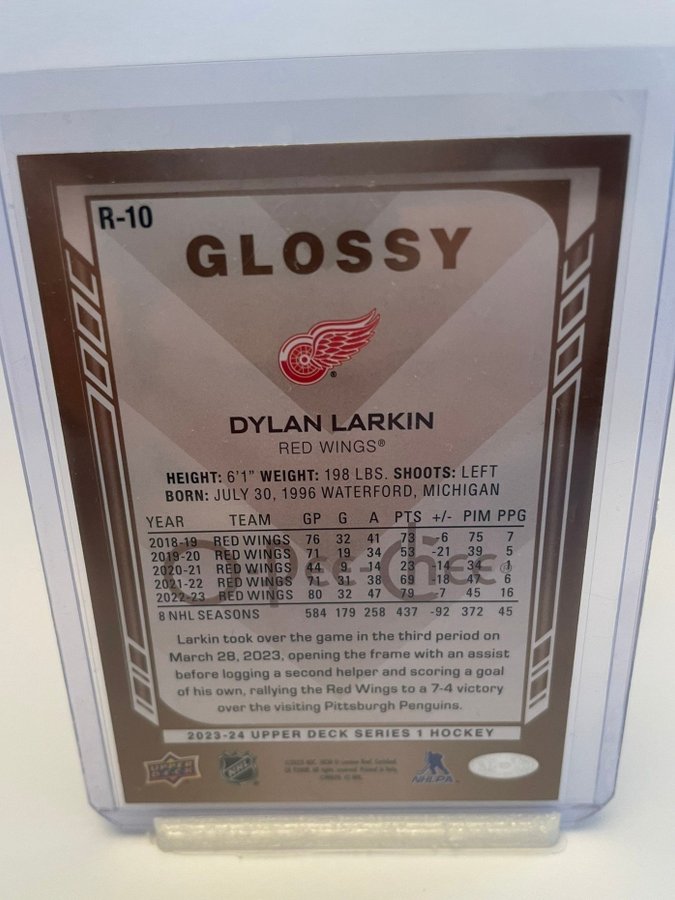 R-10
GLOSSY
DYLAN LARKIN
RED WINGS®
HEIGHT: 6'1" WEIGHT: 198 LBS. SHOOTS: LEFT
BORN: JULY 30, 1996 WATERFORD, MICHIGAN
YEAR TEAM GP G A PTS +/- PIM PPG
2018-19 RED WINGS 76 32 41 73 -6 75 7
2019-20 RED WINGS 71 19 34 53 -21 39 5
2020-21 RED WINGS 44 9 14 23 -14 34 1
2021-22 RED WINGS 71 31 38 69 -18 47 6
2022-23 RED WINGS 80 32 47 79 -7 45 16
O-PEE-CHEE®
8 NHL SEASONS 584 179 258 437 -92 372 45
Larkin took over the game in the third period on
March 28, 2023, opening the frame with an assist
before logging a second helper and scoring a goal
of his own, rallying the Red Wings to a 7-4 victory
over the visiting Pittsburgh Penguins.
2023-24 UPPER DECK SERIES 1 HOCKEY
UPPER DECK
NHL
NHLPA